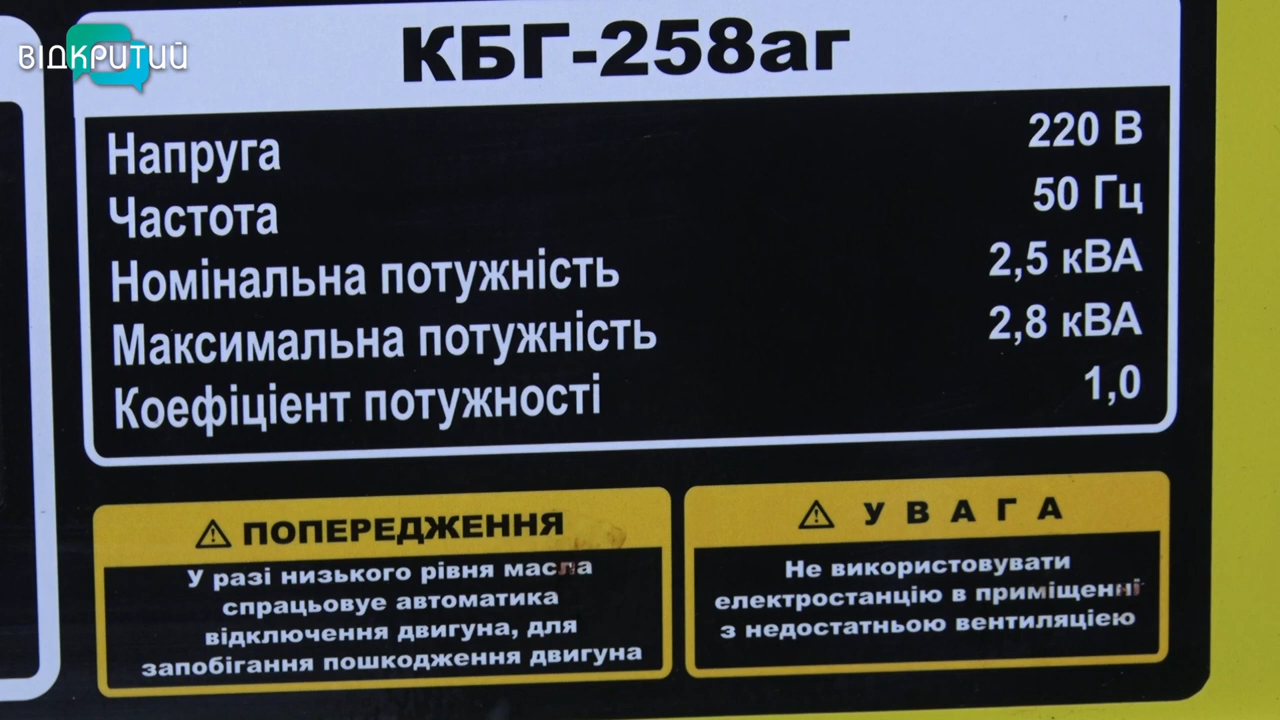 ВІДКРИТИЙ
КБГ-258аг
Напруга 220 В
Частота 50 Гц
Номінальна потужність 2,5 кВА
Максимальна потужність 2,8 кВА
Коефіцієнт потужності 1,0
ПОПЕРЕДЖЕННЯ
У разі низького рівня масла
спрацьовує автоматика
відключення двигуна, для
запобігання пошкодження двигуна
УВАГА
Не використовувати
електростанцію в приміщенні
з недостатньою вентиляцією